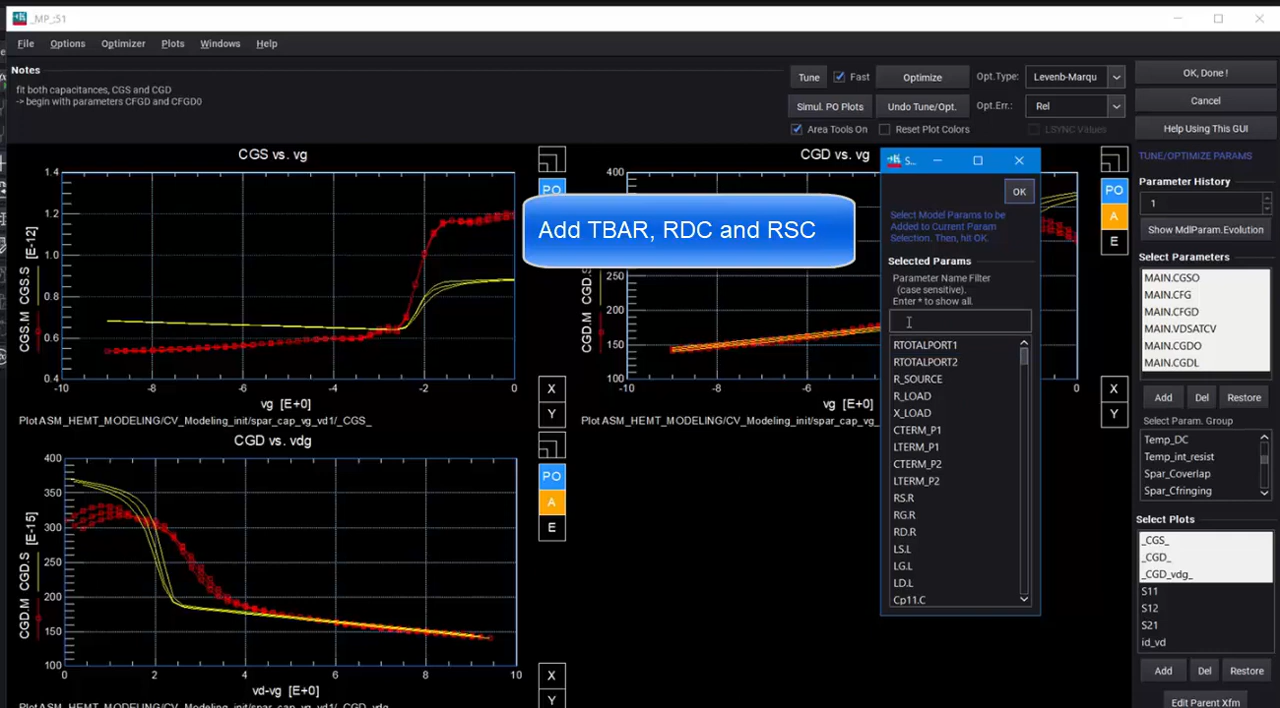 _MP_;51
File Options Optimizer Plots Windows Help
Notes
fit both capacitances, CGS and CGD
-> begin with parameters CFGD and CFGD0
Tune Fast Optimize Opt.Type: Levenb-Marqu
Simul. PO Plots Undo Tune/Opt. Opt.Err.: Rel
Area Tools On Reset Plot Colors LSYNC Values
OK, Done !
Cancel
Help Using This GUI
TUNE/OPTIMIZE PARAMS
Parameter History
1
Show MdlParam.Evolution
Select Parameters
MAIN.CGSO
MAIN.CFG
MAIN.CFGD
MAIN.VDSATCV
MAIN.CGDO
MAIN.CGDL
Add Del Restore
Select Param. Group
Temp_DC
Temp_int_resist
Spar_Coverlap
Spar_Cfringing
Select Plots
_CGS_
_CGD_
_CGD_vdg_
S11
S12
S21
id_vd
Add Del Restore
Edit Parent Xfm
CGS vs. vg
1.4
1.2
1.0
0.8
0.6
0.4
CGS.M CGS.S [E-12]
-10 -8 -6 -4 -2 0
vg [E+0]
Plot ASM_HEMT_MODELING/CV_Modeling_init/spar_cap_vg_vd1/_CGS_
PO
X
Y
CGD vs. vg
400
250
200
150
100
CGD.M CGD.S
-10 -8 -6 0
vg [E+0]
Plot ASM_HEMT_MODELING/CV_Modeling_init/spar_cap_vg_
PO
A
E
X
Y
Add TBAR, RDC and RSC
S..
OK
Select Model Params to be
Added to Current Param
Selection. Then, hit OK.
Selected Params
Parameter Name Filter
(case sensitive).
Enter * to show all.
RTOTALPORT1
RTOTALPORT2
R_SOURCE
R_LOAD
X_LOAD
CTERM_P1
LTERM_P1
CTERM_P2
LTERM_P2
RS.R
RG.R
RD.R
LS.L
LG.L
LD.L
Cp11.C
CGD vs. vdg
400
350
300
250
200
150
100
CGD.M CGD.S [E-15]
0 2 4 6 8 10
vd-vg [E+0]
Plot ASM_HEMT_MODELING/CV_Modeling_init/spar_cap_vg_vd1/_CGD_vdg_
PO
A
E
X
Y